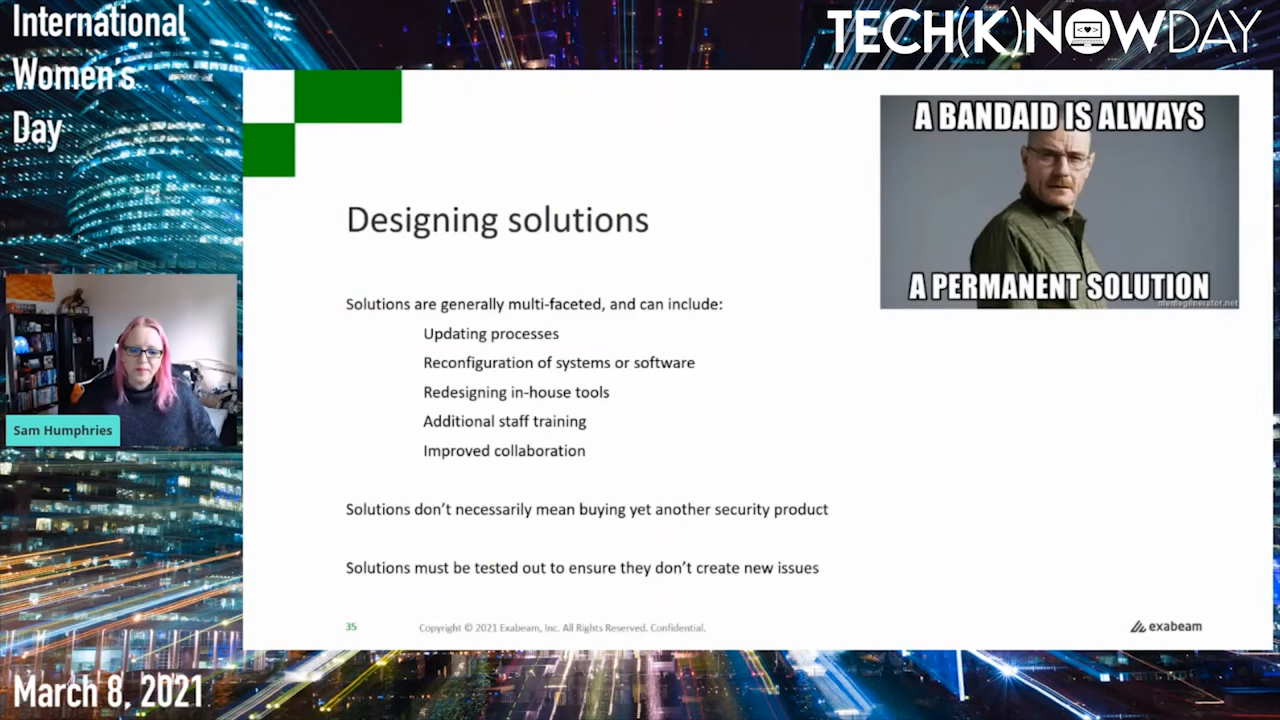 International
Women's
Day
TECH(K)NOWDAY
A BANDAID IS ALWAYS
A PERMANENT SOLUTION
memegenerator.net
Designing solutions
Solutions are generally multi-faceted, and can include:
Updating processes
Reconfiguration of systems or software
Redesigning in-house tools
Additional staff training
Improved collaboration
Solutions don't necessarily mean buying yet another security product
Solutions must be tested out to ensure they don't create new issues
35
Copyright © 2021 Exabeam, Inc. All Rights Reserved. Confidential.
exabeam
Sam Humphries
March 8, 2021